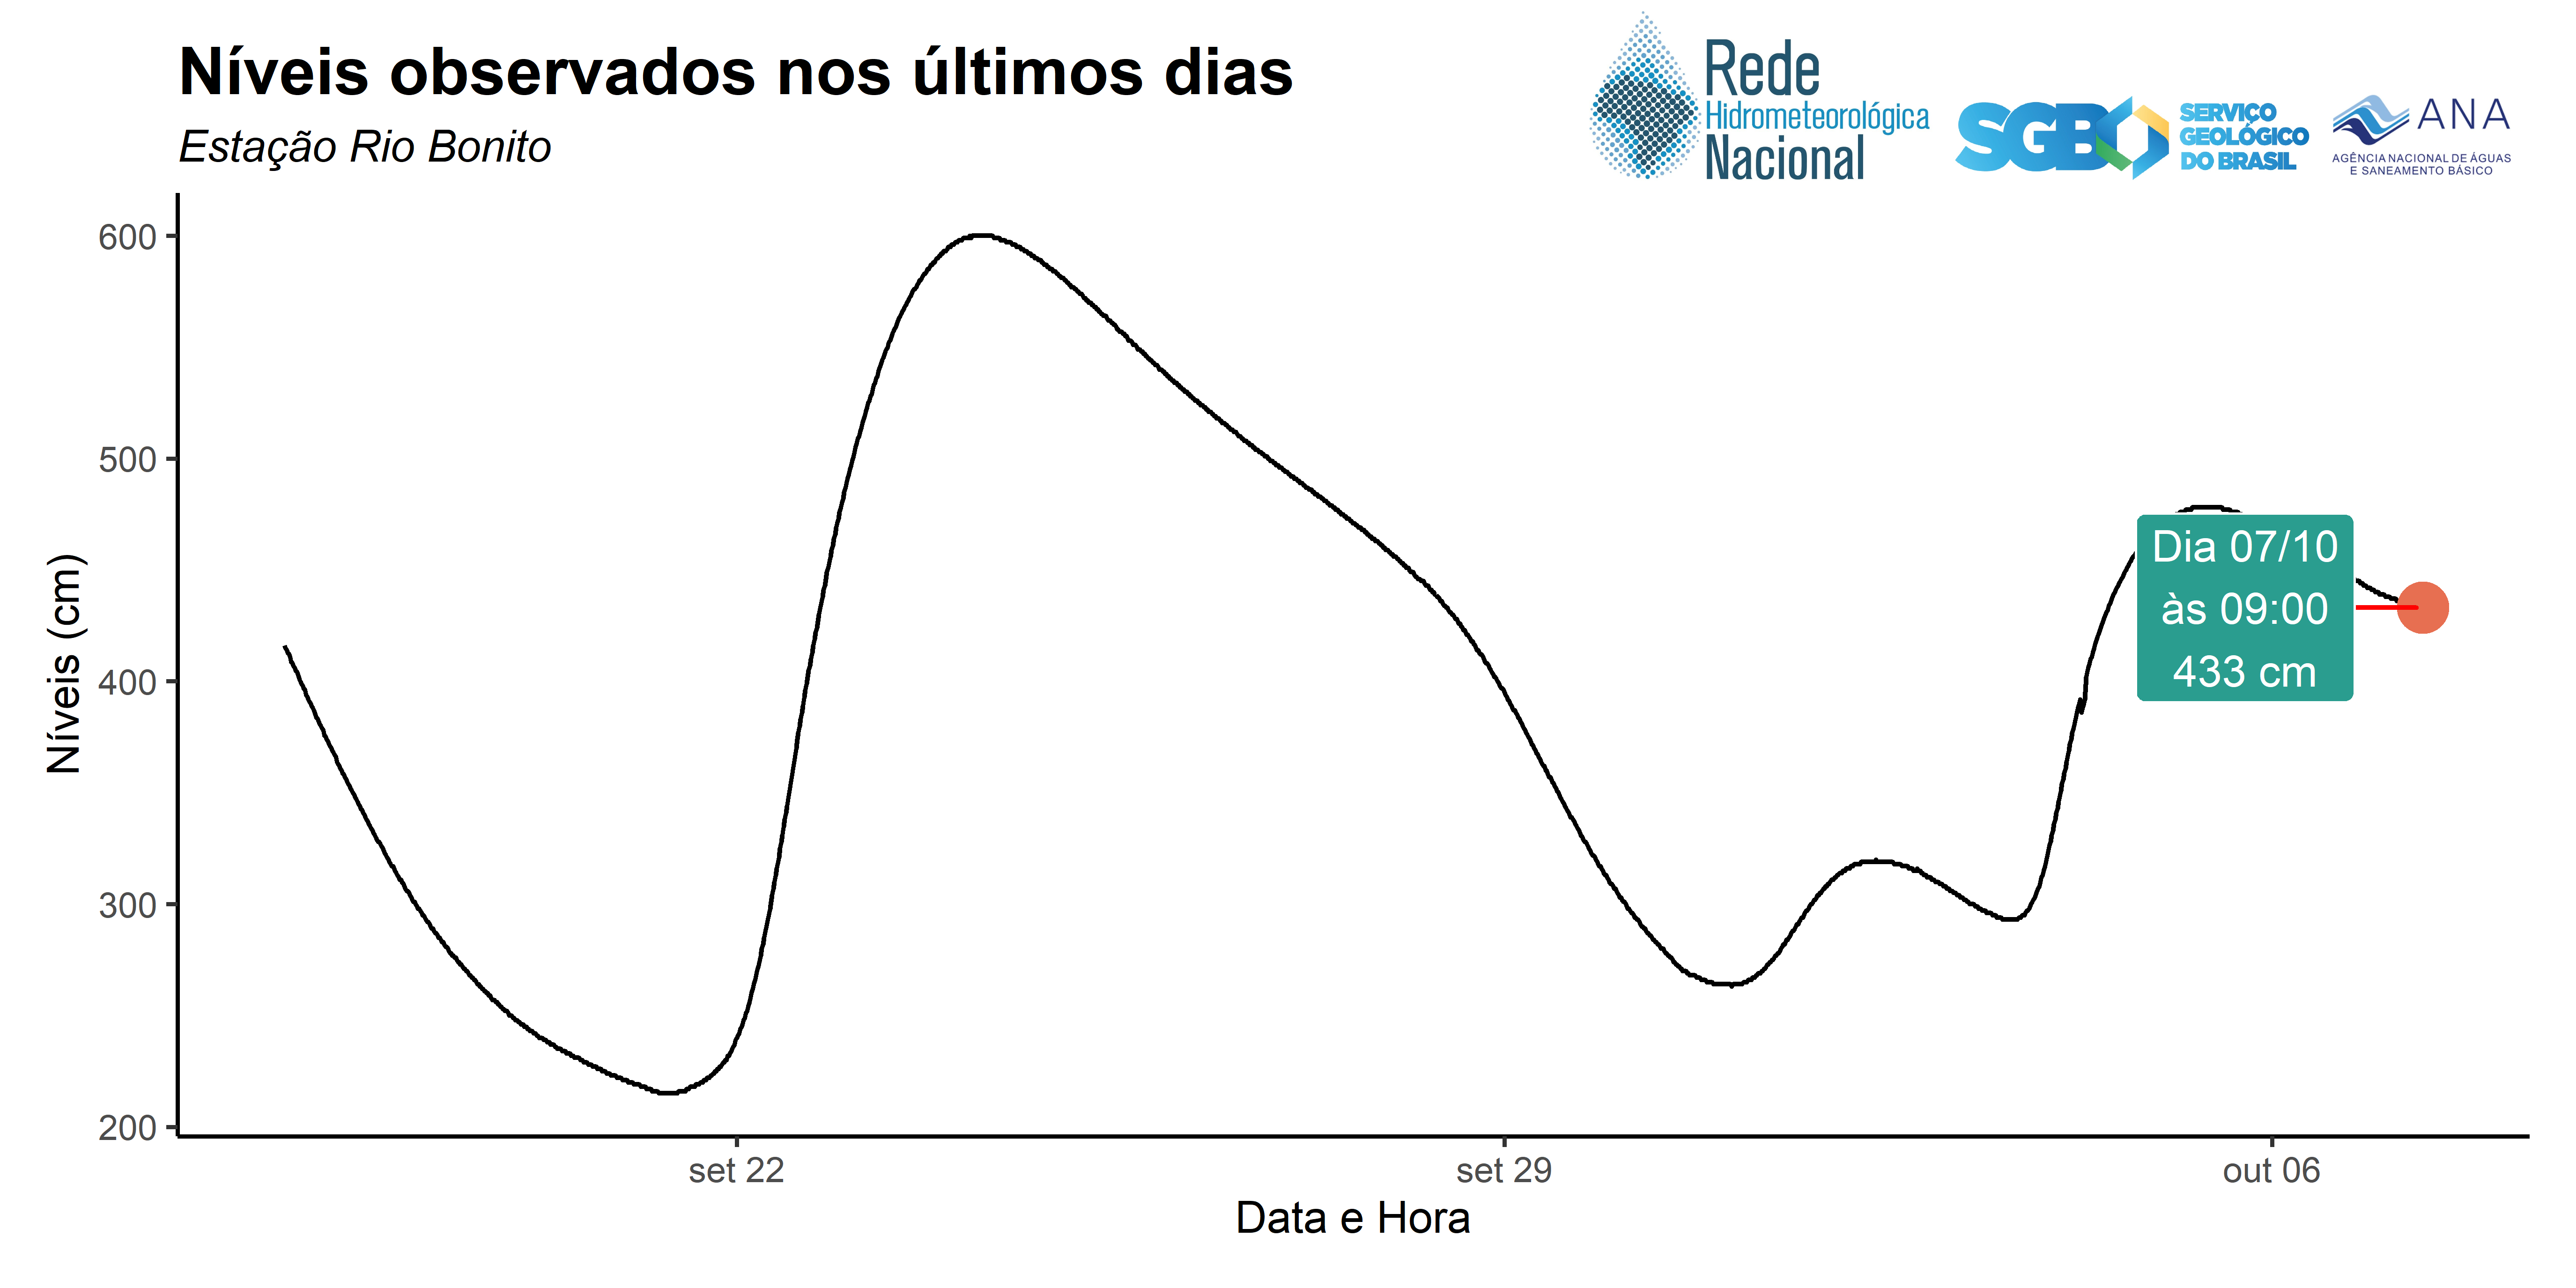 Níveis observados nos últimos dias
Estação Rio Bonito
Rede
Hidrometeorológica
Nacional
SGB
SERVIÇO
GEOLÓGICO
DO BRASIL
ANA
AGÊNCIA NACIONAL DE ÁGUAS
E SANEAMENTO BÁSICO
Níveis (cm)
600
500
400
300
200
Dia 07/10
às 09:00
433 cm
set 22
set 29
out 06
Data e Hora